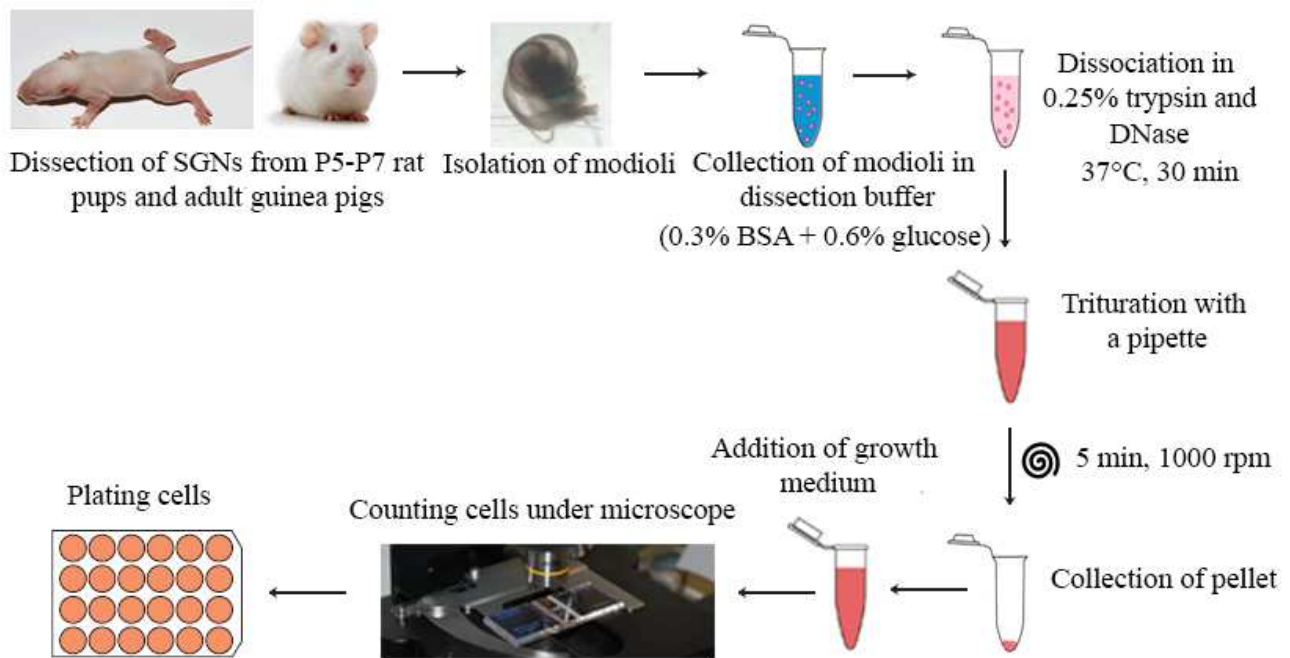 Dissection of SGNs from P5-P7 rat
pups and adult guinea pigs
Isolation of modioli
Collection of modioli in
dissection buffer
(0.3% BSA + 0.6% glucose)
Dissociation in
0.25% trypsin and
DNase
37°C, 30 min
Trituration with
a pipette
5 min, 1000 rpm
Collection of pellet
Addition of growth
medium
Counting cells under microscope
Plating cells